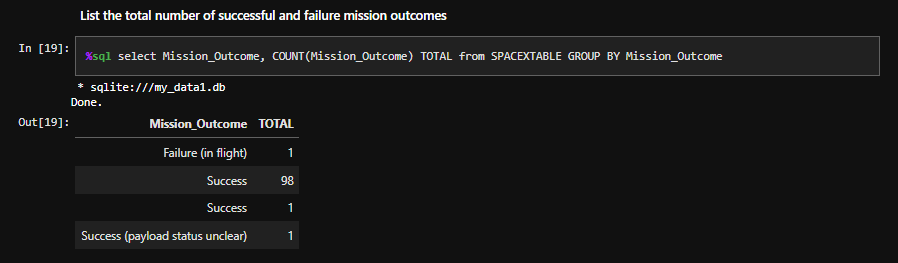 List the total number of successful and failure mission outcomes
In [19]: %sql select Mission_Outcome, COUNT(Mission_Outcome) TOTAL from SPACEXTABLE GROUP BY Mission_Outcome
* sqlite:///my_data1.db
Done.
Out[19]: Mission_Outcome TOTAL
Failure (in flight) 1
Success 98
Success 1
Success (payload status unclear) 1